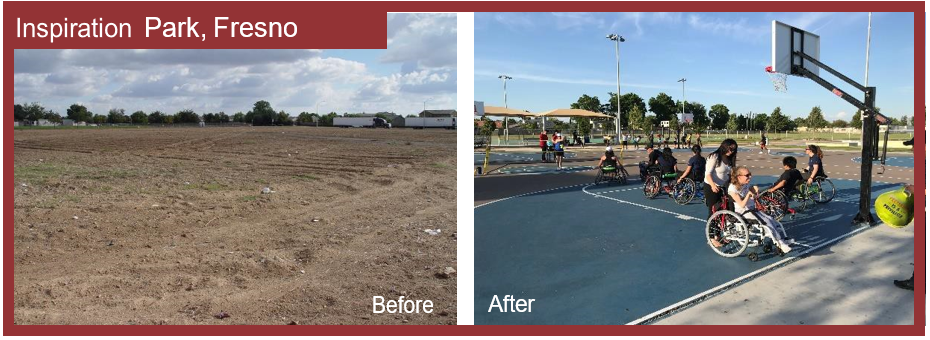 Inspiration Park, Fresno
Before
After